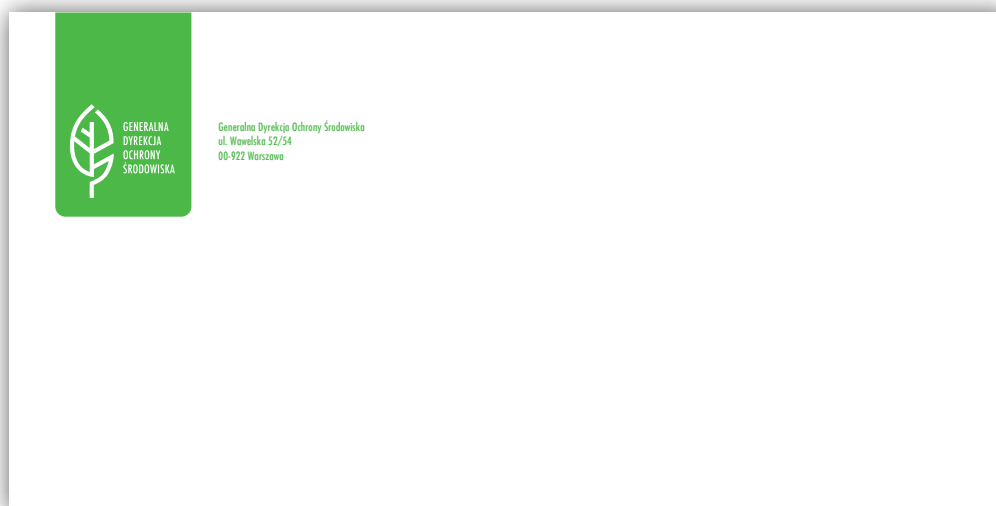 GENERALNA
DYREKCJA
OCHRONY
ŚRODOWISKA
Generalna Dyrekcja Ochrony Środowiska
ul. Wawelska 52/54
00-922 Warszawa